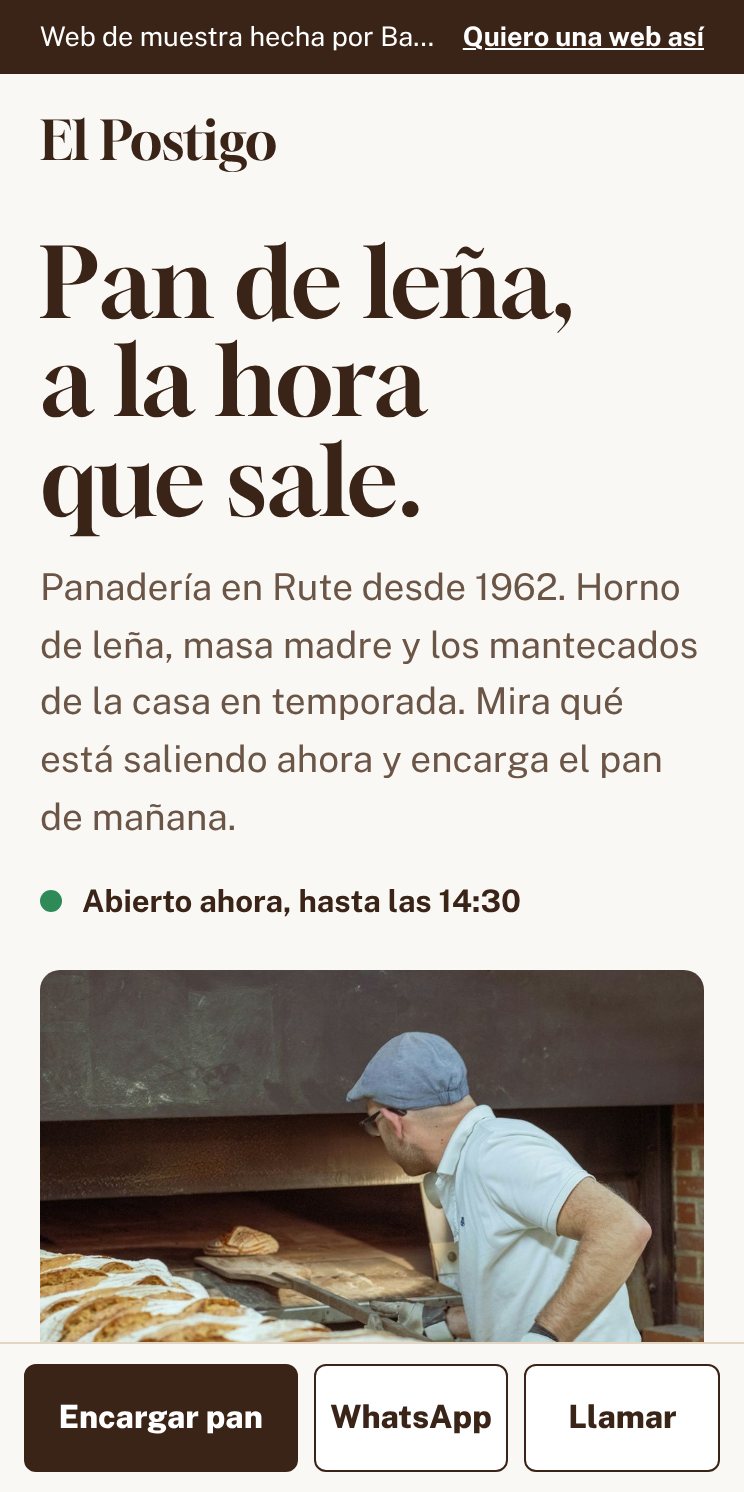 Web de muestra hecha por Ba... Quiero una web así
El Postigo
Pan de leña,
a la hora
que sale.
Panadería en Rute desde 1962. Horno
de leña, masa madre y los mantecados
de la casa en temporada. Mira qué
está saliendo ahora y encarga el pan
de mañana.
Abierto ahora, hasta las 14:30
Encargar pan WhatsApp Llamar